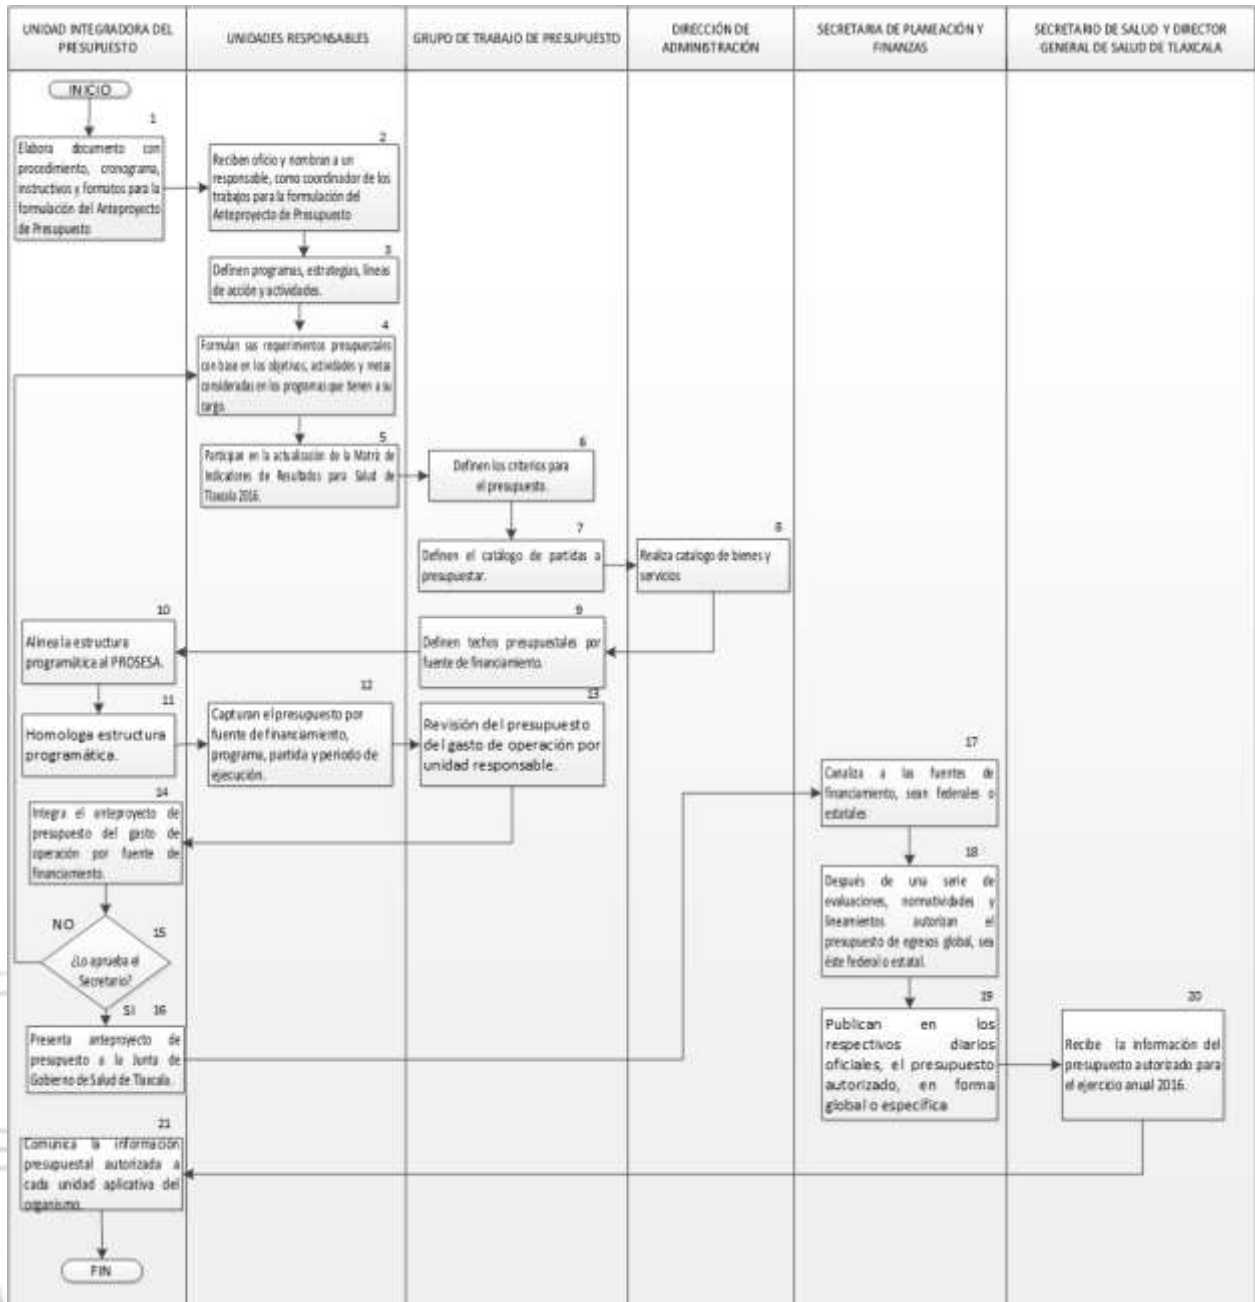 UNIDAD INTEGRADORA DEL
PRESUPUESTO
UNIDADES RESPONSABLES
GRUPO DE TRABAJO DE PRESUPUESTO
DIRECCIÓN DE
ADMINISTRACIÓN
SECRETARIA DE PLANEACIÓN Y
FINANZAS
SECRETARIO DE SALUD Y DIRECTOR
GENERAL DE SALUD DE TLAXCALA
INICIO
1
Elabora documento con
procedimiento, cronograma,
instructivos y formatos para la
formulación del Anteproyecto
de Presupuesto
2
Reciben oficio y nombran a un
responsable, como coordinador de los
trabajos para la formulación del
Anteproyecto de Presupuesto
3
Definen programas, estrategias, líneas
de acción y actividades.
4
Formulan sus requerimientos presupuestales
con base en los objetivos, actividades y metas
consideradas en los programas que tienen a su
cargo.
5
Participan en la actualización de la Matriz de
Indicadores de Resultados para Salud de
Tlaxcala 2016.
6
Definen los criterios para
el presupuesto.
7
Definen el catálogo de partidas a
presupuestar.
8
Realiza catalogo de bienes y
servicios
9
Definen techos presupuestales por
fuente de financiamiento.
10
Alinea la estructura
programática al PROSESA.
11
Homologa estructura
programática.
12
Capturan el presupuesto por
fuente de financiamiento,
programa, partida y periodo de
ejecución.
13
Revisión del presupuesto
del gasto de operación por
unidad responsable.
14
Integra el anteproyecto de
presupuesto del gasto de
operación por fuente de
financiamiento.
NO
15
¿Lo aprueba el
Secretario?
SI 16
Presenta anteproyecto de
presupuesto a la Junta de
Gobierno de Salud de Tlaxcala.
17
Canaliza a las fuentes de
financiamiento, sean federales o
estatales
18
Después de una serie de
evaluaciones, normatividades y
lineamientos autorizan el
presupuesto de egresos global, sea
éste federal o estatal.
19
Publican en los
respectivos diarios
oficiales, el presupuesto
autorizado, en forma
global o específica
20
Recibe la información del
presupuesto autorizado para
el ejercicio anual 2016.
21
Comunica la información
presupuestal autorizada a
cada unidad aplicativa del
organismo.
FIN